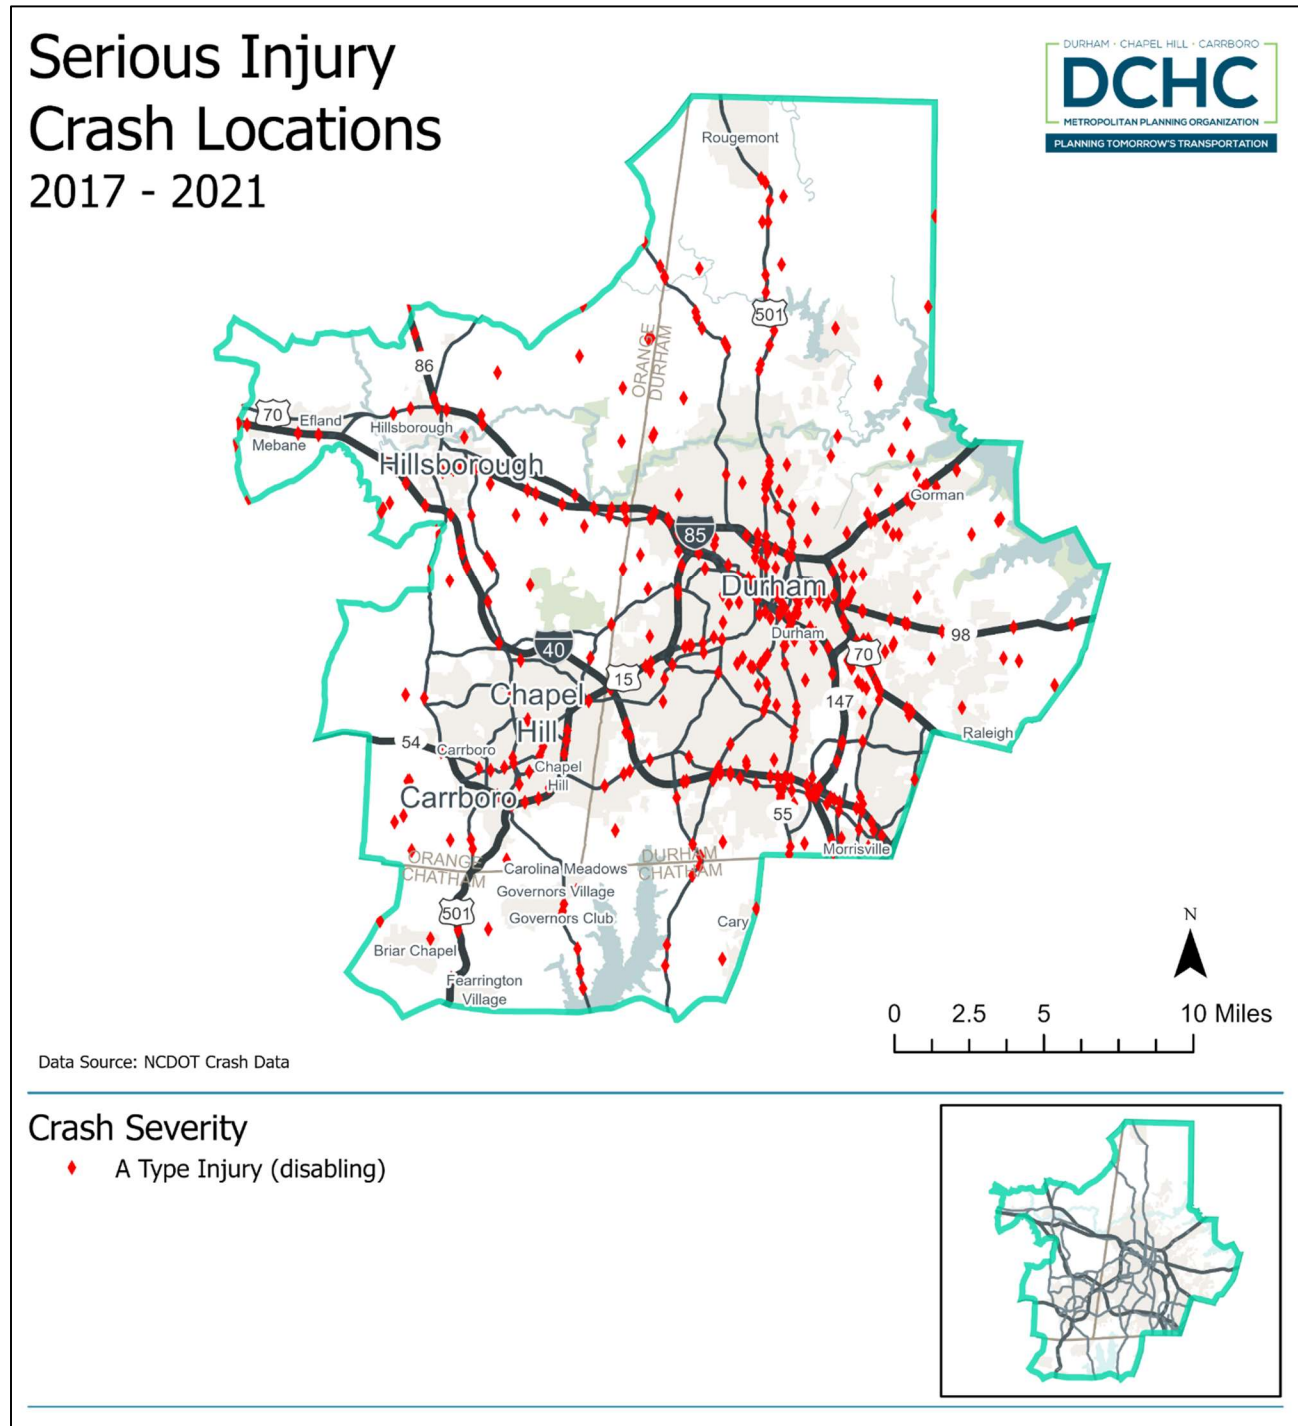 Serious Injury
Crash Locations
2017 - 2021
DURHAM · CHAPEL HILL · CARRBORO
DCHC
METROPOLITAN PLANNING ORGANIZATION
PLANNING TOMORROW'S TRANSPORTATION
Rougemont
501
ORANGE
DURHAM
86
70
Efland
Hillsborough
Mebane
Hillsborough
Gorman
85
Durham
Durham
98
40
70
15
Chapel
Hill
147
Raleigh
54
Carrboro
Chapel
Hill
Carrboro
55
Morrisville
ORANGE
CHATHAM
DURHAM
CHATHAM
Carolina Meadows
Governors Village
501
Governors Club
Cary
Briar Chapel
Fearrington
Village
N
0 2.5 5 10 Miles
Data Source: NCDOT Crash Data
Crash Severity
A Type Injury (disabling)